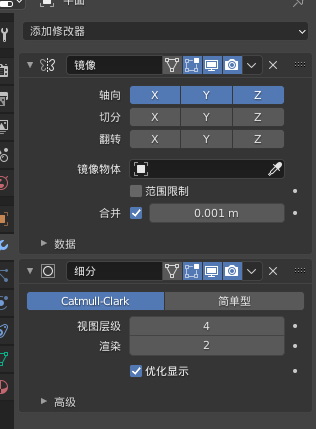 平面
添加修改器
镜像
轴向 X Y Z
切分 X Y Z
翻转 X Y Z
镜像物体
范围限制
合并 0.001 m
数据
细分
Catmull-Clark 简单型
视图层级 4
渲染 2
优化显示
高级